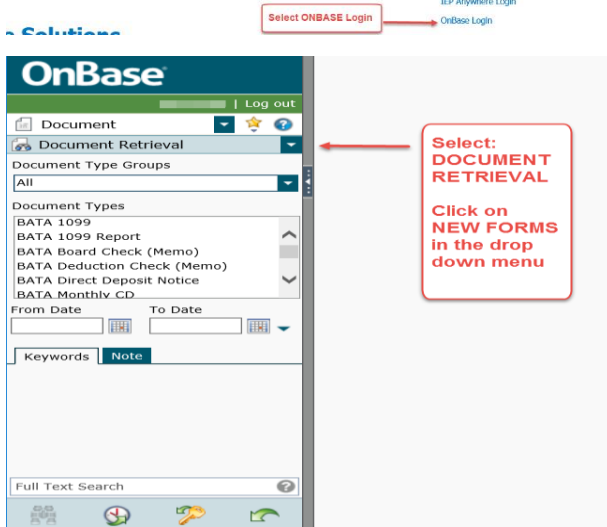 IEP Anywhere Login
Select ONBASE Login
OnBase Login
Solutions
OnBase
| Log out
Document
Document Retrieval
Document Type Groups
All
Document Types
BATA 1099
BATA 1099 Report
BATA Board Check (Memo)
BATA Deduction Check (Memo)
BATA Direct Deposit Notice
BATA Monthly CD
From Date To Date
Keywords Note
Full Text Search
Select:
DOCUMENT
RETRIEVAL
Click on
NEW FORMS
in the drop
down menu